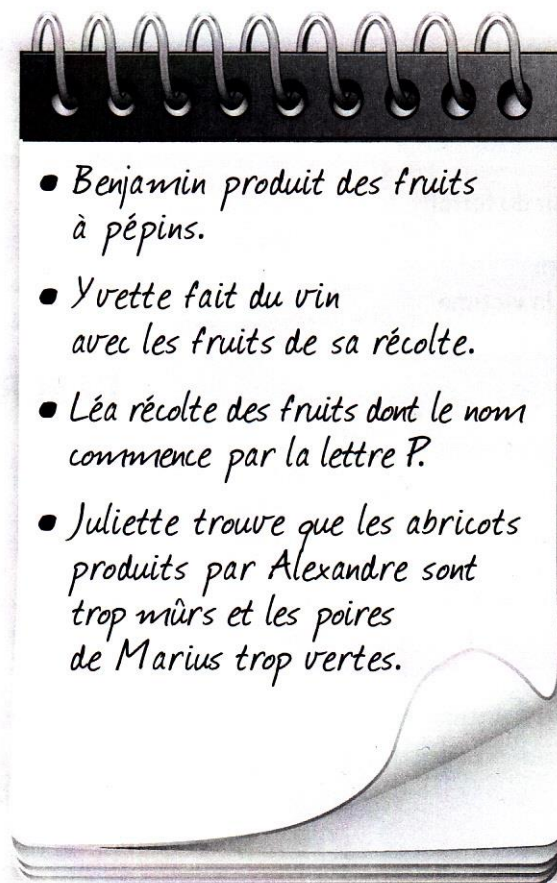 • Benjamin produit des fruits
à pépins.
• Yvette fait du vin
avec les fruits de sa récolte.
• Léa récolte des fruits dont le nom
commence par la lettre P.
• Juliette trouve que les abricots
produits par Alexandre sont
trop mûrs et les poires
de Marius trop vertes.